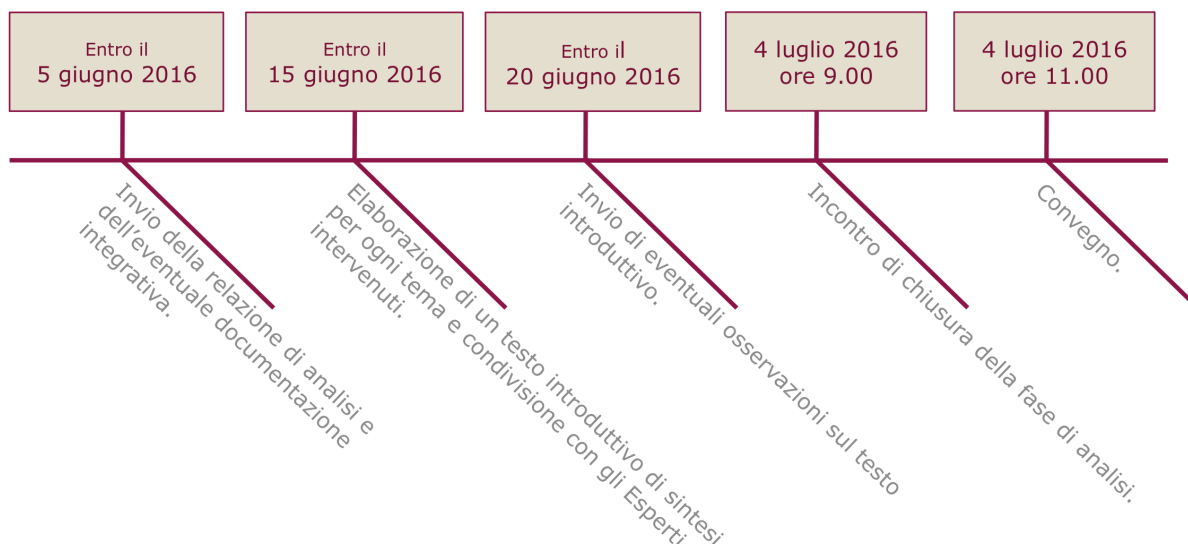 Entro il
5 giugno 2016
Entro il
15 giugno 2016
Entro il
20 giugno 2016
4 luglio 2016
ore 9.00
4 luglio 2016
ore 11.00
Invio della relazione di analisi e
dell’eventuale documentazione
integrativa.
Elaborazione di un testo introduttivo di sintesi
per ogni tema e condivisione con gli Esperti
intervenuti.
Invio di eventuali osservazioni sul testo
introduttivo.
Incontro di chiusura della fase di analisi.
Convegno.